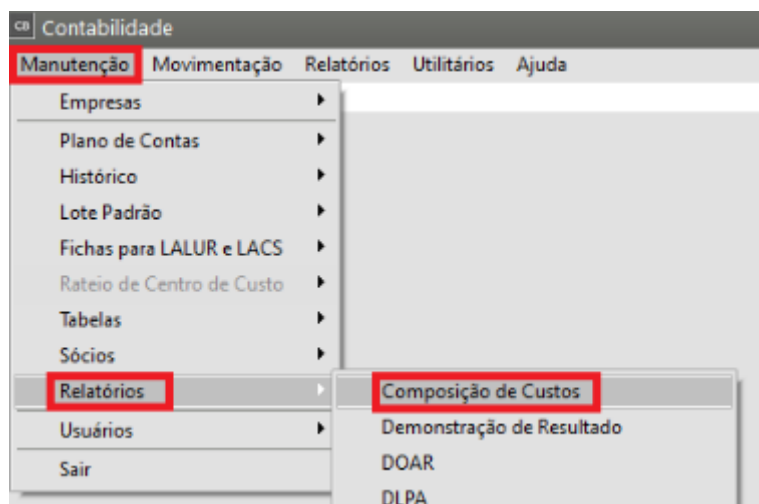 CB Contabilidade
Manutenção Movimentação Relatórios Utilitários Ajuda
Empresas
Plano de Contas
Histórico
Lote Padrão
Fichas para LALUR e LACS
Rateio de Centro de Custo
Tabelas
Sócios
Relatórios
Composição de Custos
Usuários
Demonstração de Resultado
Sair
DOAR
DLPA